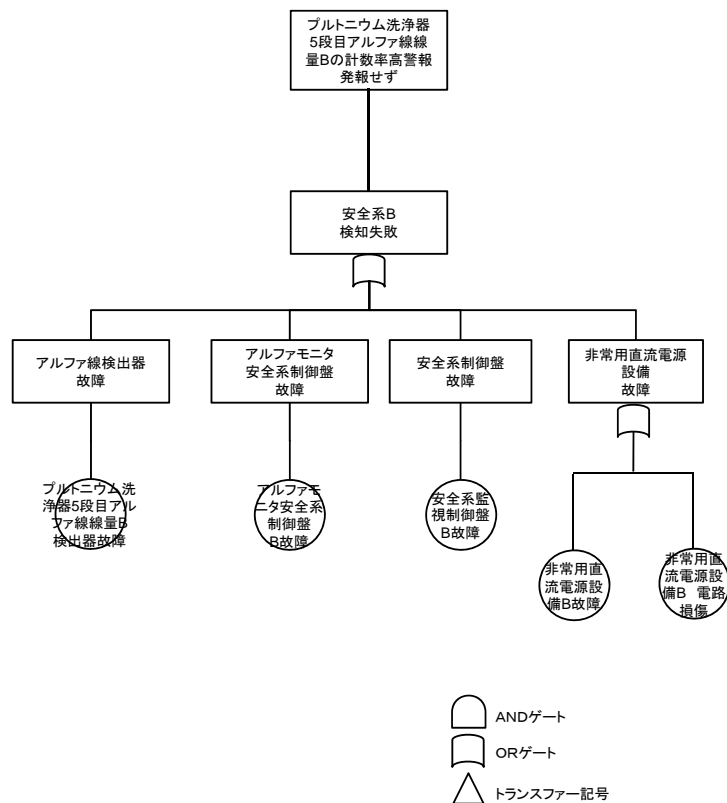 プルトニウム洗浄器
5段目アルファ線線
量Bの計数率高警報
発報せず
安全系B
検知失敗
アルファ線検出器
故障
アルファモニタ
安全系制御盤
故障
安全系制御盤
故障
非常用直流電源
設備
故障
プルトニウム洗
浄器5段目アル
ファ線線量B
検出器故障
アルファモ
ニタ安全系
制御盤
B故障
安全系監
視制御盤
B故障
非常用直
流電源設
備B故障
非常用直
流電源設
備B 電路
損傷
ANDゲート
ORゲート
トランスファー記号